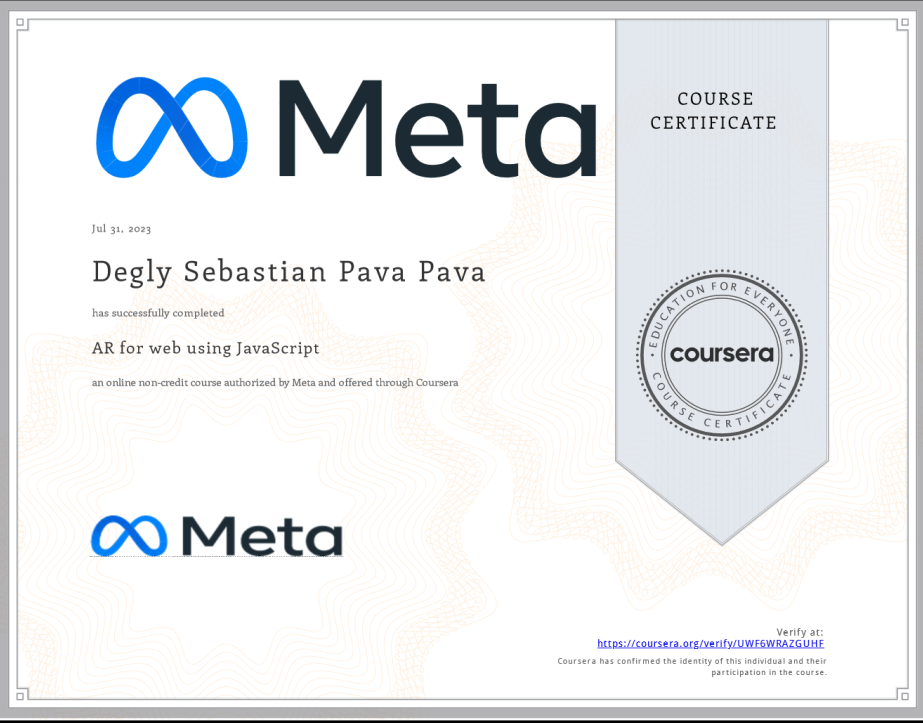 Meta
COURSE
CERTIFICATE
Jul 31, 2023
Degly Sebastian Pava Pava
has successfully completed
AR for web using JavaScript
an online non-credit course authorized by Meta and offered through Coursera
EDUCATION FOR EVERYONE
coursera
COURSE CERTIFICATE
Meta
Verify at:
https://coursera.org/verify/UWF6WRAZGUHF
Coursera has confirmed the identity of this individual and their
participation in the course.